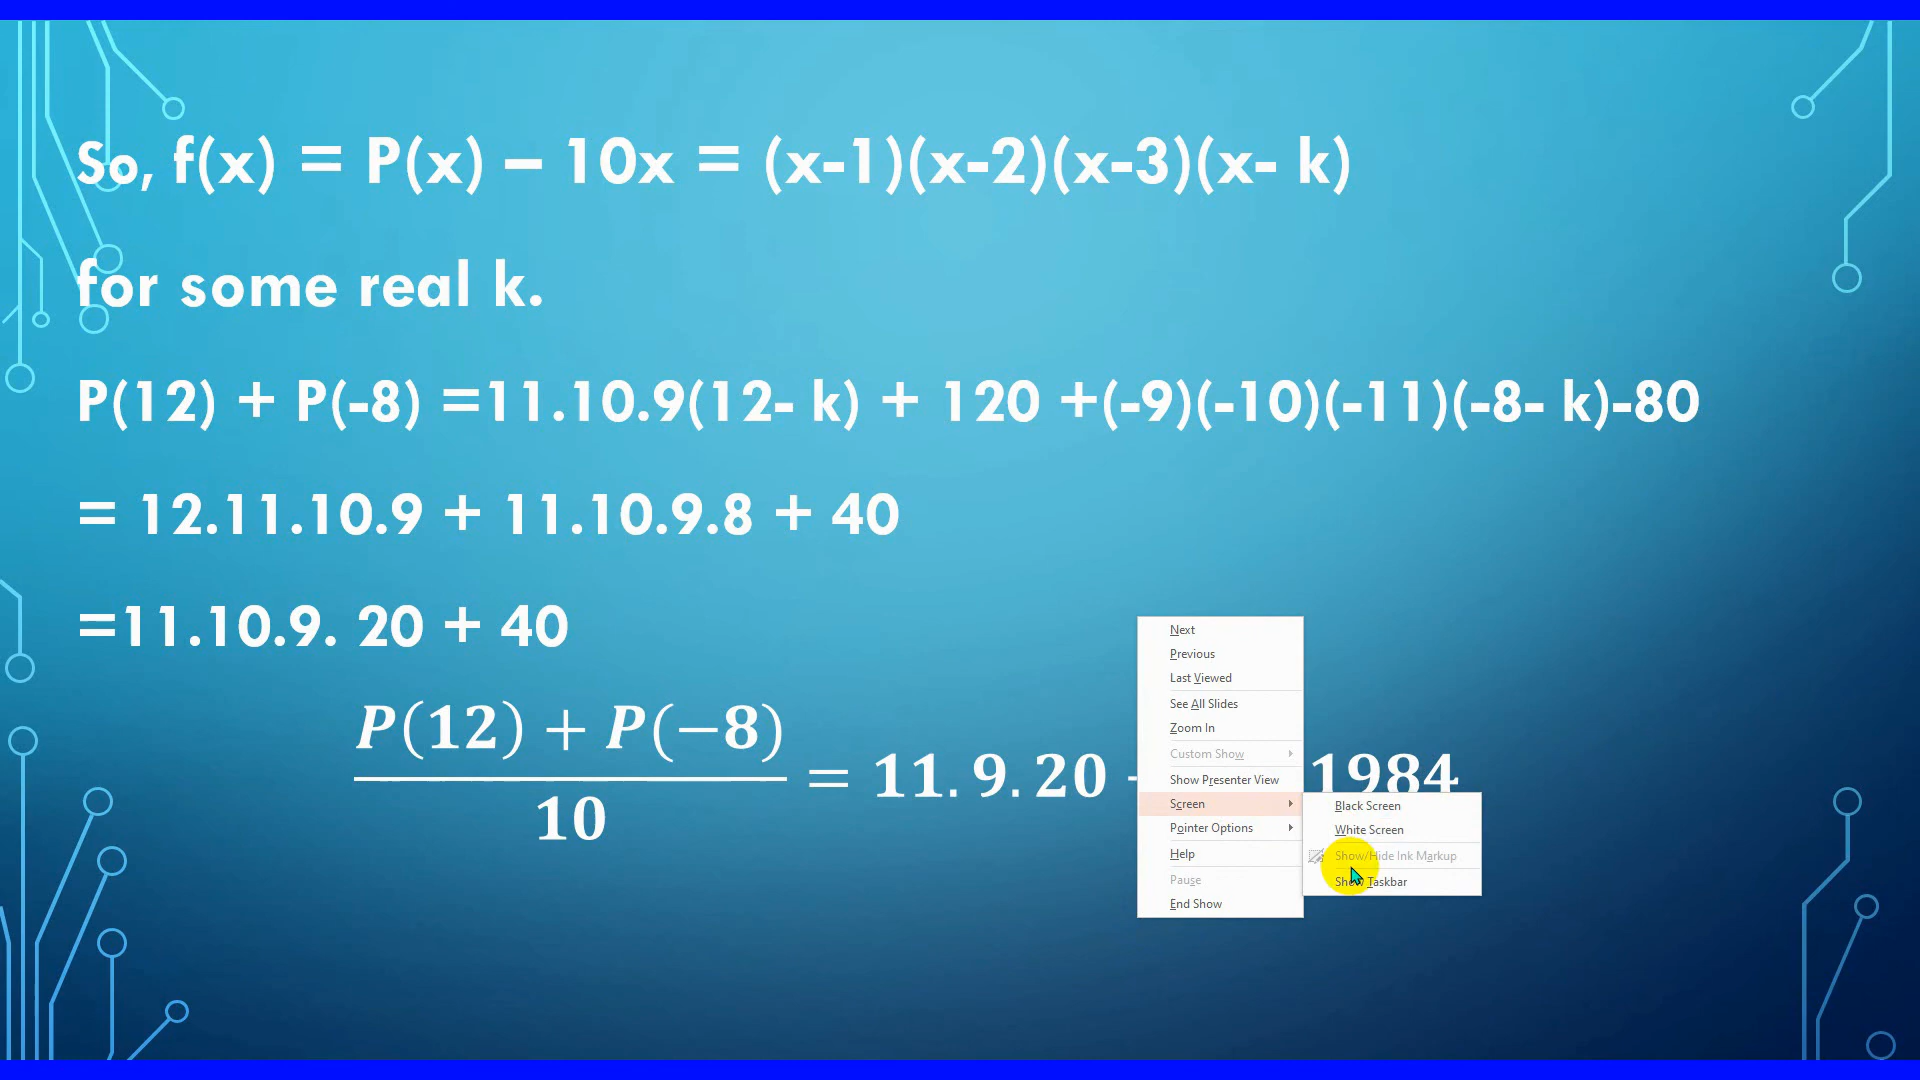 So, f(x) = P(x) – 10x = (x-1)(x-2)(x-3)(x- k)
for some real k.
P(12) + P(-8) =11.10.9(12- k) + 120 +(-9)(-10)(-11)(-8- k)-80
= 12.11.10.9 + 11.10.9.8 + 40
=11.10.9. 20 + 40
P(12) + P(−8)
10
= 11. 9. 20
1984
Next
Previous
Last Viewed
See All Slides
Zoom In
Custom Show
Show Presenter View
Screen
Pointer Options
Help
Pause
End Show
Black Screen
White Screen
Show/Hide Ink Markup
Show Taskbar